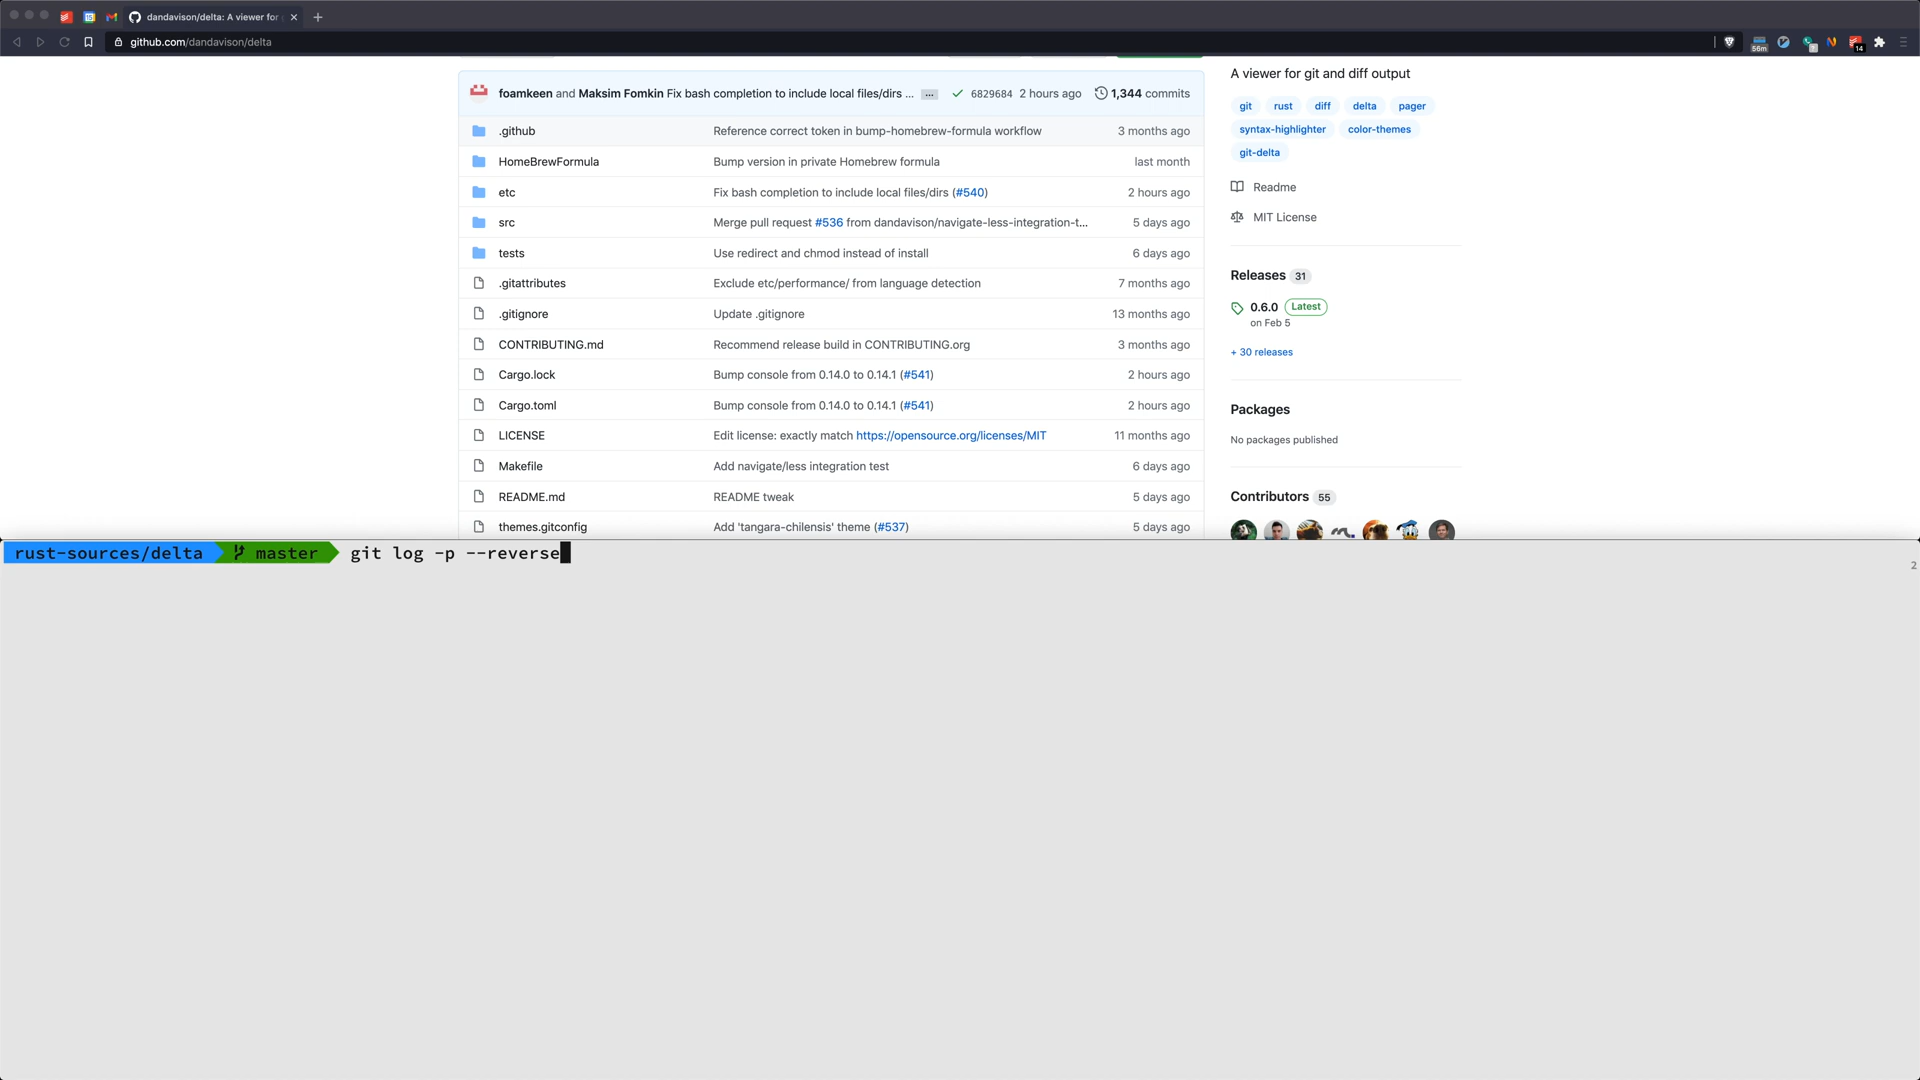 dandavison/delta: A viewer for
github.com/dandavison/delta
56m
14
foamkeen and Maksim Fomkin Fix bash completion to include local files/dirs ... 6829684 2 hours ago 1,344 commits
.github Reference correct token in bump-homebrew-formula workflow 3 months ago
HomeBrewFormula Bump version in private Homebrew formula last month
etc Fix bash completion to include local files/dirs (#540) 2 hours ago
src Merge pull request #536 from dandavison/navigate-less-integration-t... 5 days ago
tests Use redirect and chmod instead of install 6 days ago
.gitattributes Exclude etc/performance/ from language detection 7 months ago
.gitignore Update .gitignore 13 months ago
CONTRIBUTING.md Recommend release build in CONTRIBUTING.org 3 months ago
Cargo.lock Bump console from 0.14.0 to 0.14.1 (#541) 2 hours ago
Cargo.toml Bump console from 0.14.0 to 0.14.1 (#541) 2 hours ago
LICENSE Edit license: exactly match https://opensource.org/licenses/MIT 11 months ago
Makefile Add navigate/less integration test 6 days ago
README.md README tweak 5 days ago
themes.gitconfig Add 'tangara-chilensis' theme (#537) 5 days ago
A viewer for git and diff output
git rust diff delta pager
syntax-highlighter color-themes
git-delta
Readme
MIT License
Releases 31
0.6.0 Latest
on Feb 5
+ 30 releases
Packages
No packages published
Contributors 55
rust-sources/delta master git log -p --reverse
2